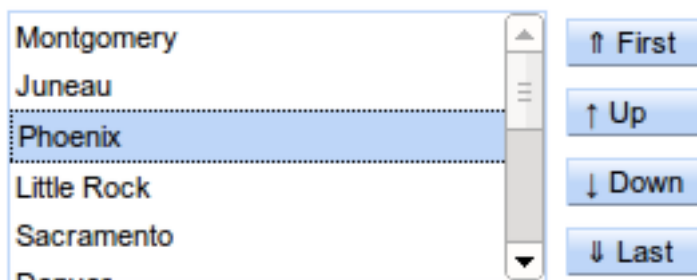 Montgomery
Juneau
Phoenix
Little Rock
Sacramento
⇑ First
↑ Up
↓ Down
⇓ Last